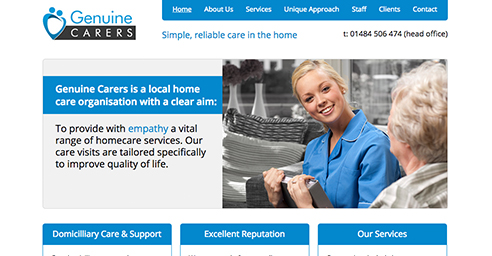 Genuine
CARERS
Home About Us Services Unique Approach Staff Clients Contact
Simple, reliable care in the home
t: 01484 506 474 (head office)
Genuine Carers is a local home
care organisation with a clear aim:
To provide with empathy a vital
range of homecare services. Our
care visits are tailored specifically
to improve quality of life.
Domicilliary Care & Support
Excellent Reputation
Our Services